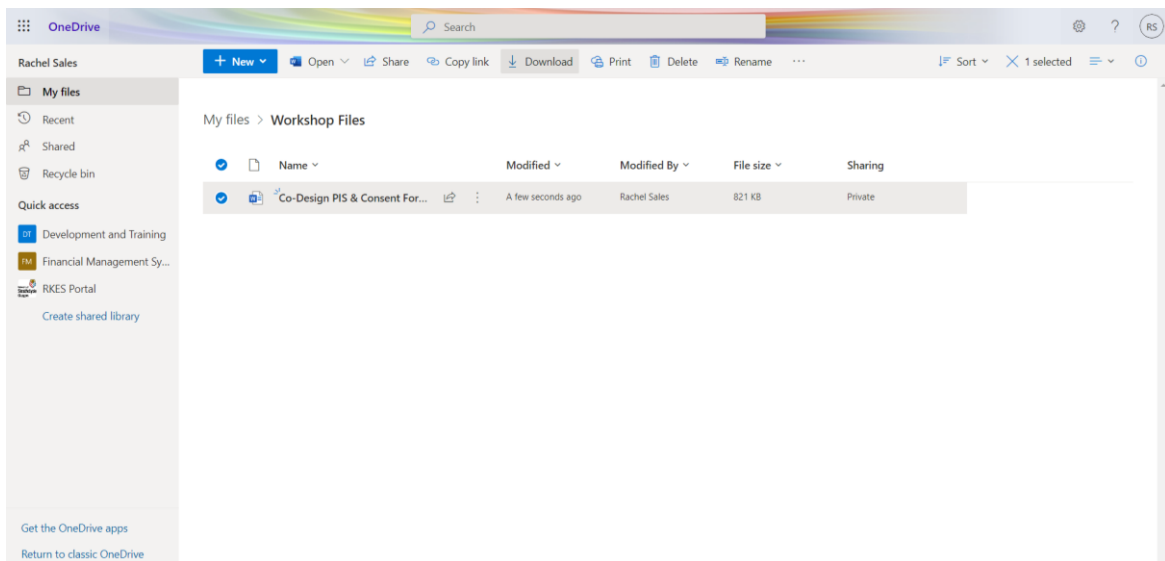 OneDrive
Search
?
RS
Rachel Sales
+ New
Open
Share
Copy link
Download
Print
Delete
Rename
...
Sort
1 selected
My files
Recent
Shared
Recycle bin
Quick access
DT Development and Training
FM Financial Management Sy...
RKES Portal
Create shared library
Get the OneDrive apps
Return to classic OneDrive
My files > Workshop Files
Name Modified Modified By File size Sharing
Co-Design PIS & Consent For... A few seconds ago Rachel Sales 821 KB Private